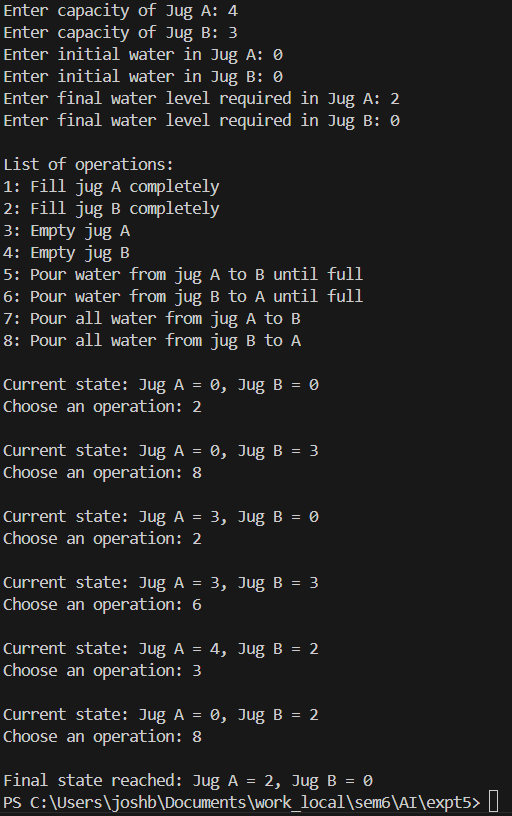 Enter capacity of Jug A: 4
Enter capacity of Jug B: 3
Enter initial water in Jug A: 0
Enter initial water in Jug B: 0
Enter final water level required in Jug A: 2
Enter final water level required in Jug B: 0

List of operations:
1: Fill jug A completely
2: Fill jug B completely
3: Empty jug A
4: Empty jug B
5: Pour water from jug A to B until full
6: Pour water from jug B to A until full
7: Pour all water from jug A to B
8: Pour all water from jug B to A

Current state: Jug A = 0, Jug B = 0
Choose an operation: 2

Current state: Jug A = 0, Jug B = 3
Choose an operation: 8

Current state: Jug A = 3, Jug B = 0
Choose an operation: 2

Current state: Jug A = 3, Jug B = 3
Choose an operation: 6

Current state: Jug A = 4, Jug B = 2
Choose an operation: 3

Current state: Jug A = 0, Jug B = 2
Choose an operation: 8

Final state reached: Jug A = 2, Jug B = 0
PS C:\Users\joshb\Documents\work_local\sem6\AI\expt5>